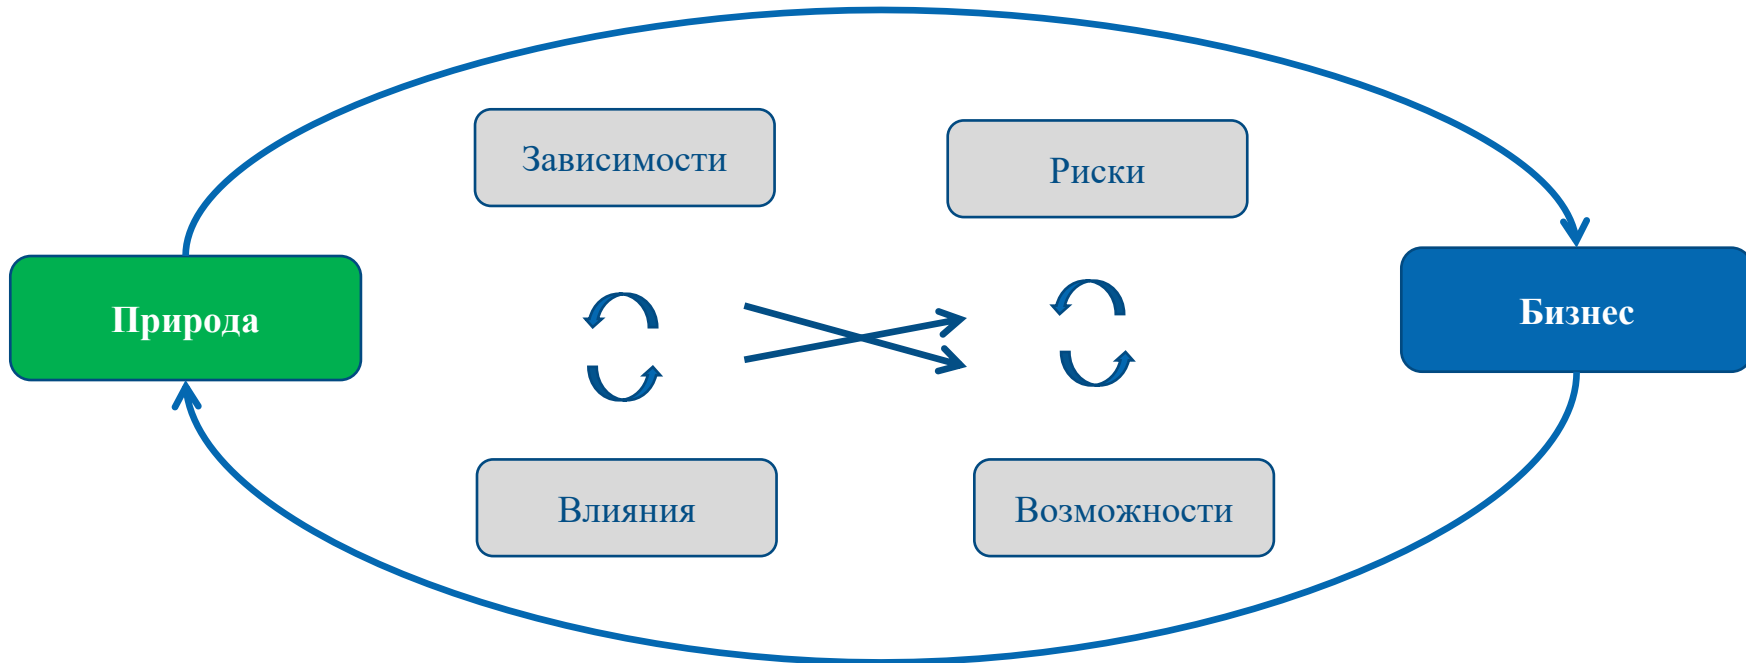 Зависимости
Риски
Природа
Бизнес
Влияния
Возможности